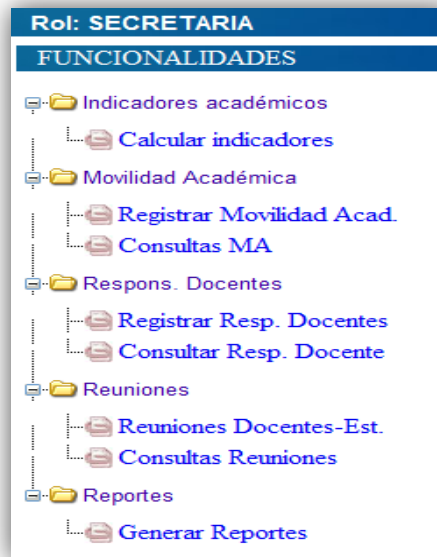 Rol: SECRETARIA
FUNCIONALIDADES
Indicadores académicos
Calcular indicadores
Movilidad Académica
Registrar Movilidad Acad.
Consultas MA
Respons. Docentes
Registrar Resp. Docentes
Consultar Resp. Docente
Reuniones
Reuniones Docentes-Est.
Consultas Reuniones
Reportes
Generar Reportes